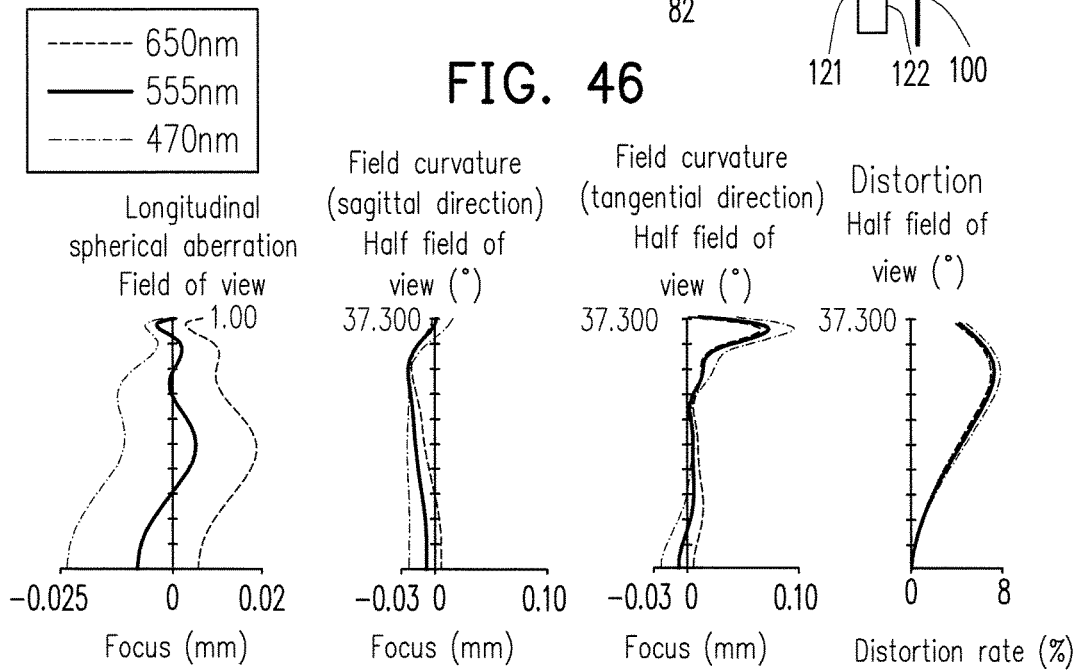 82
121
122
100
650nm
555nm
470nm
FIG. 46
Longitudinal
spherical aberration
Field of view
1.00
-0.025
0
0.02
Focus (mm)
Field curvature
(sagittal direction)
Half field of
view (°)
37.300
-0.03
0
0.10
Focus (mm)
Field curvature
(tangential direction)
Half field of
view (°)
37.300
-0.03
0
0.10
Focus (mm)
Distortion
Half field of
view (°)
37.300
0
8
Distortion rate (%)